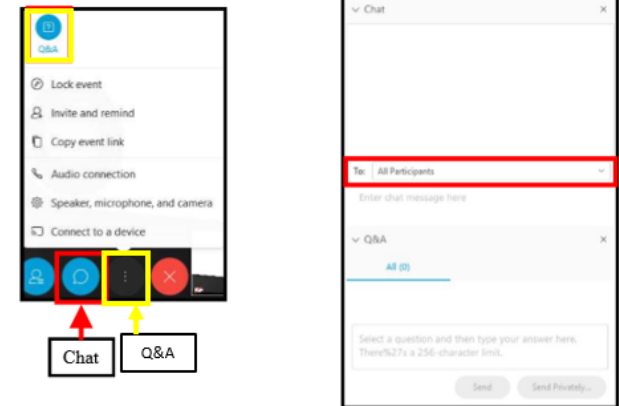 Q&A
Lock event
Invite and remind
Copy event link
Audio connection
Speaker, microphone, and camera
Connect to a device
Chat
Q&A
Chat
To: All Participants
Enter chat message here
Q&A
All (0)
Select a question and then type your answer here,
There%27s a 256-character limit.
Send
Send Privately...